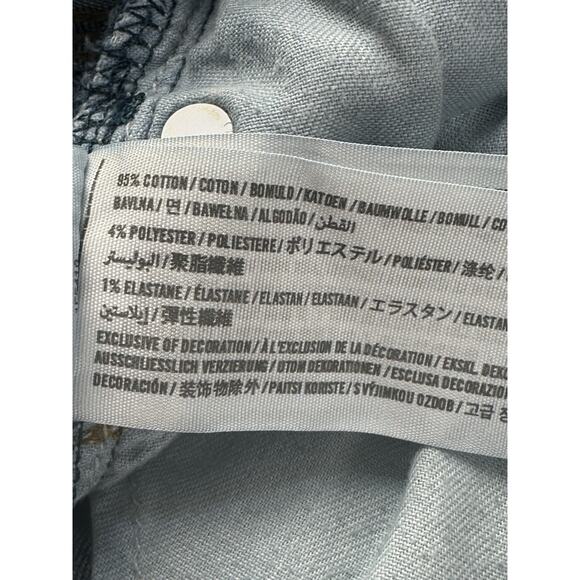 95% COTTON / COTON / BOMULD / KATOEN / BAUMWOLLE / BOMULL / CO
BAVLNA / 면 / BAWEŁNA / ALGODÃO / القطن
4% POLYESTER / POLIESTERE / ポリエステル / POLIÉSTER / 涤纶 /
البوليستر / 聚脂纖維
1% ELASTANE / ÉLASTANE / ELASTAN / ELASTAAN / エラスタン / ELASTAN
إيلاستين / 彈性纖維
EXCLUSIVE OF DECORATION / À L'EXCLUSION DE LA DÉCORATION / EKSKL. DEKO
AUSSCHLIESSLICH VERZIERUNG / UTOM DEKORATIONEN / ESCLUSA DECORAZION
DECORACIÓN / 装饰物除外 / PAITSI KORISTE / S VÝJIMKOU OZDOB / 고급 장